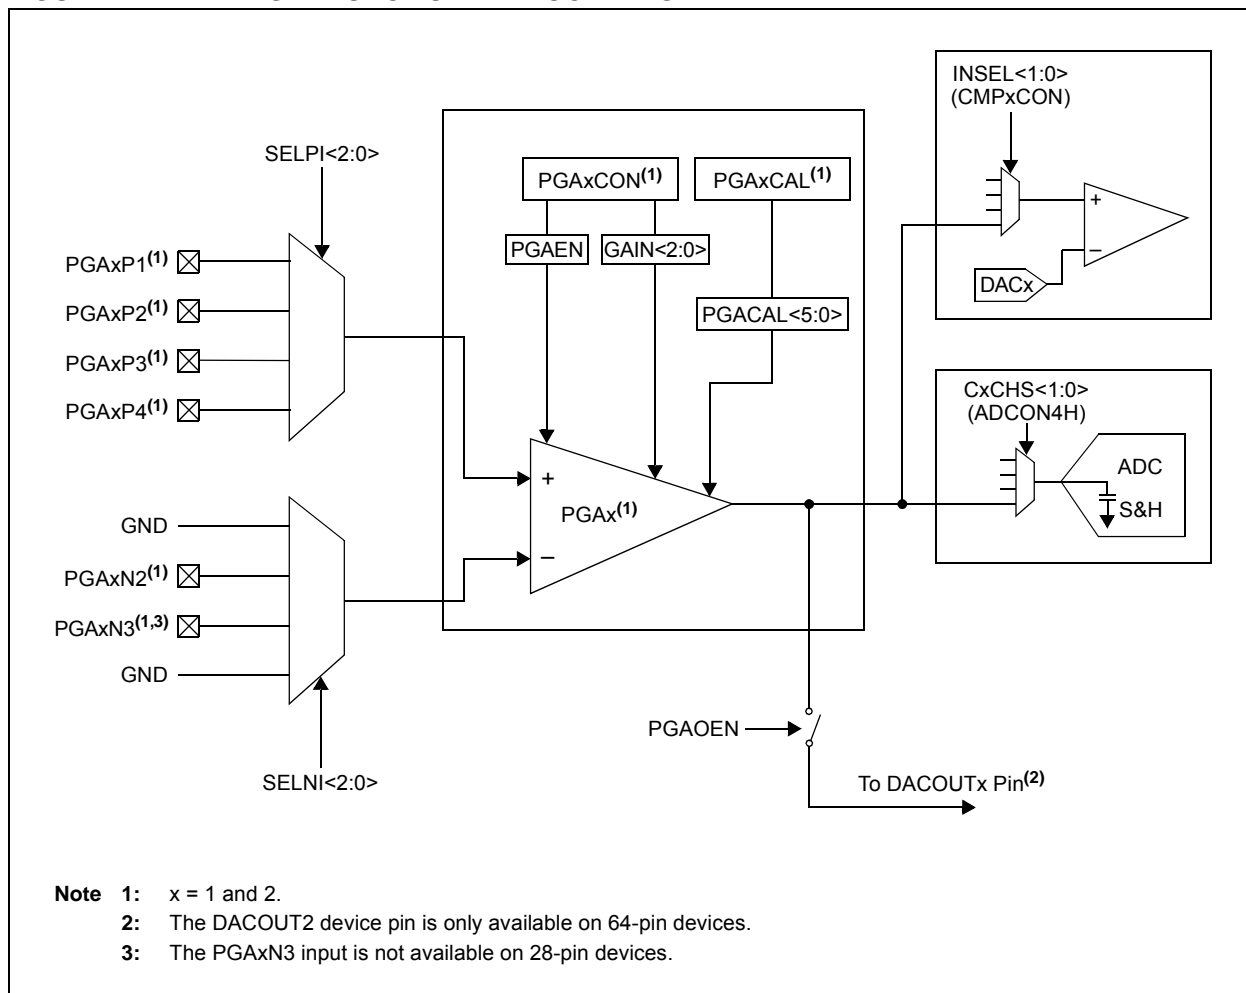 INSEL<1:0>
(CMPxCON)
SELPI<2:0>
PGAxCON(1)
PGAxCAL(1)
+
–
DACx
PGAEN
GAIN<2:0>
PGACAL<5:0>
PGAxP1(1)
PGAxP2(1)
PGAxP3(1)
PGAxP4(1)
CxCHS<1:0>
(ADCON4H)
ADC
S&H
+
PGAx(1)
–
GND
PGAxN2(1)
PGAxN3(1,3)
GND
SELNI<2:0>
PGAOEN
To DACOUTx Pin(2)
Note 1: x = 1 and 2.
2: The DACOUT2 device pin is only available on 64-pin devices.
3: The PGAxN3 input is not available on 28-pin devices.